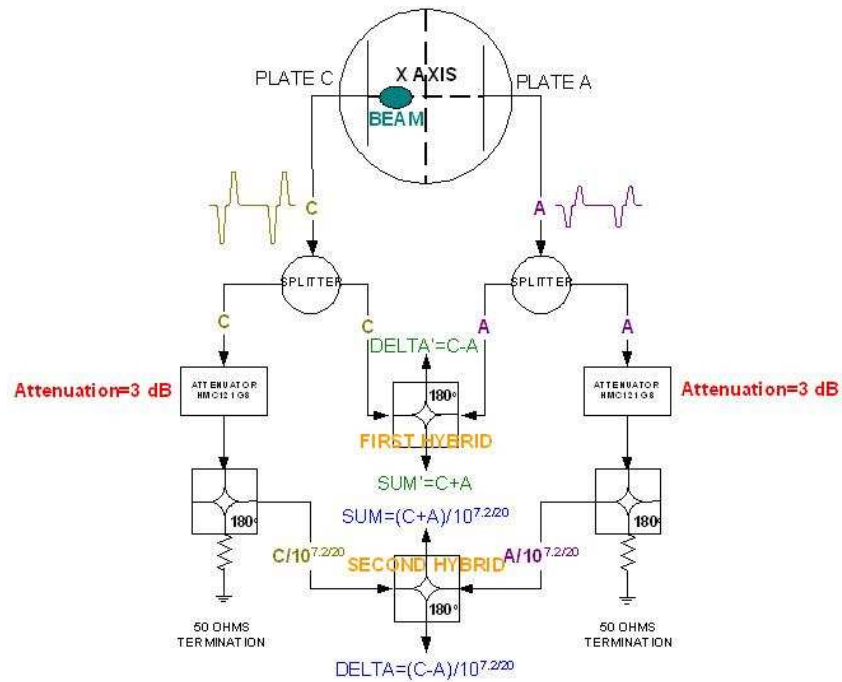 PLATE C
X AXIS
PLATE A
BEAM
C
A
SPLITTER
SPLITTER
C
C
A
A
DELTA'=C-A
Attenuation=3 dB
ATTENUATOR
HMC121G8
180°
ATTENUATOR
HMC121G8
Attenuation=3 dB
FIRST HYBRID
SUM'=C+A
180°
SUM=(C+A)/10^7.2/20
180°
C/10^7.2/20
SECOND HYBRID
A/10^7.2/20
180°
50 OHMS
TERMINATION
50 OHMS
TERMINATION
DELTA=(C-A)/10^7.2/20